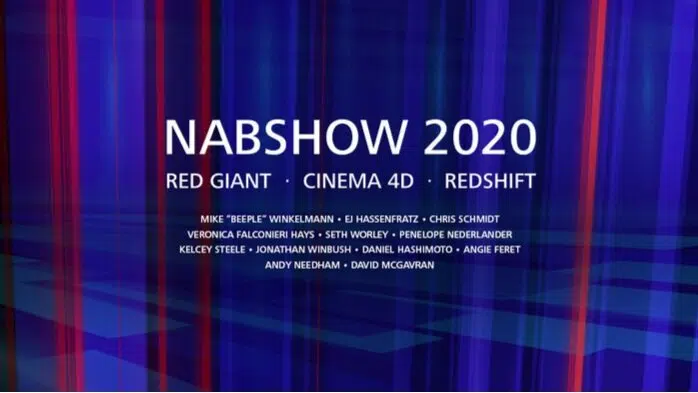 NABSHOW 2020
RED GIANT · CINEMA 4D · REDSHIFT
MIKE "BEEPLE" WINKELMANN • EJ HASSENFRATZ • CHRIS SCHMIDT
VERONICA FALCONIERI HAYS • SETH WORLEY • PENELOPE NEDERLANDER
KELCEY STEELE • JONATHAN WINBUSH • DANIEL HASHIMOTO • ANGIE FERET
ANDY NEEDHAM • DAVID MCGAVRAN